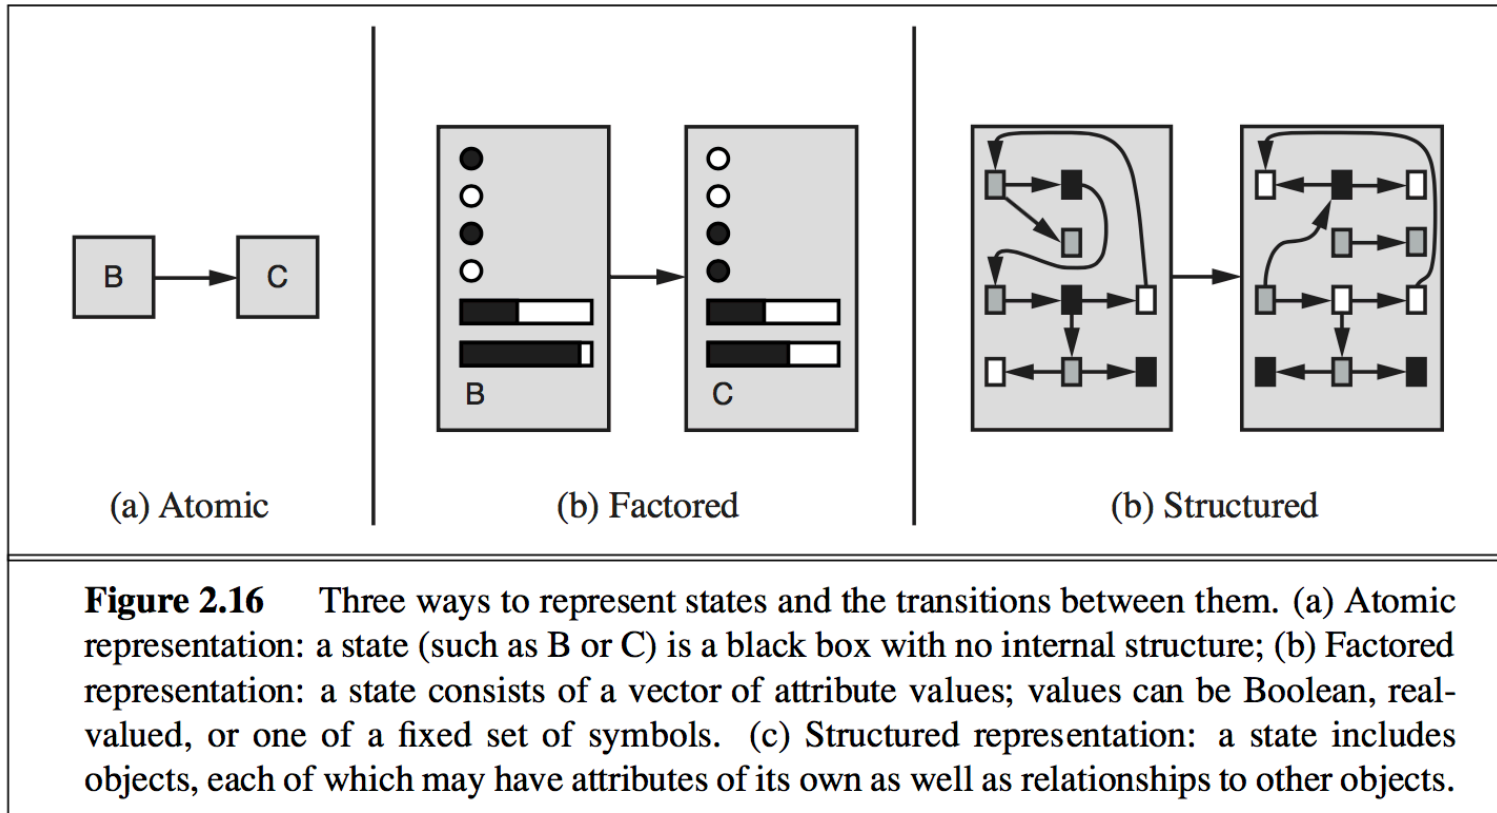 B
C
B
C
(a) Atomic
(b) Factored
(b) Structured
Figure 2.16 Three ways to represent states and the transitions between them. (a) Atomic
representation: a state (such as B or C) is a black box with no internal structure; (b) Factored
representation: a state consists of a vector of attribute values; values can be Boolean, real-
valued, or one of a fixed set of symbols. (c) Structured representation: a state includes
objects, each of which may have attributes of its own as well as relationships to other objects.